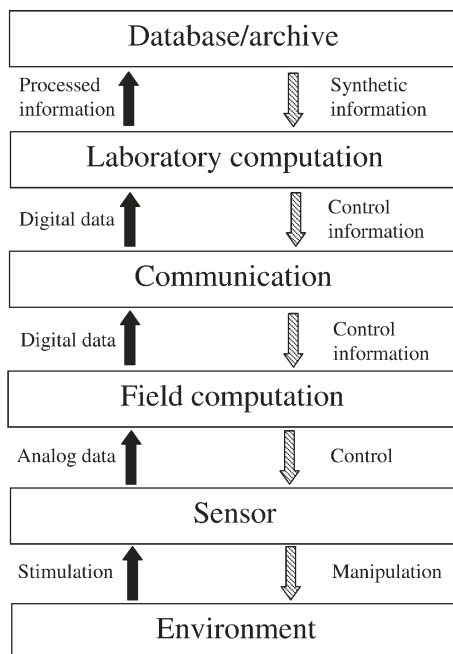 Database/archive
Processed
information
Synthetic
information
Laboratory computation
Digital data
Control
information
Communication
Digital data
Control
information
Field computation
Analog data
Control
Sensor
Stimulation
Manipulation
Environment